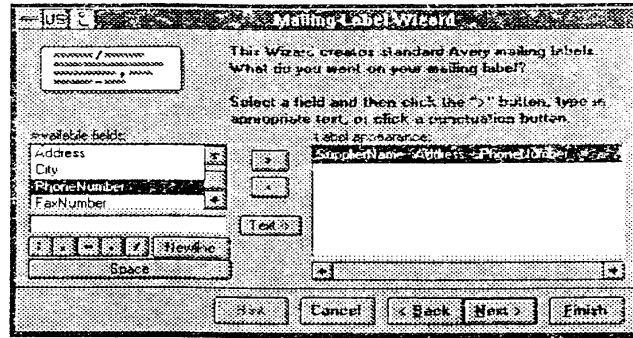 US
Mailing Label Wizard
This Wizard creates standard Avery mailing labels.
What do you want on your mailing label?
Select a field and then click the ">" button, type in
appropriate text, or click a punctuation button.
Available fields:
Label appearance:
Address
City
PhoneNumber
FaxNumber
SupplierName Address PhoneNumber
>
<
Text >
: , - . / Newline
Space
Cancel
< Back
Next >
Finish